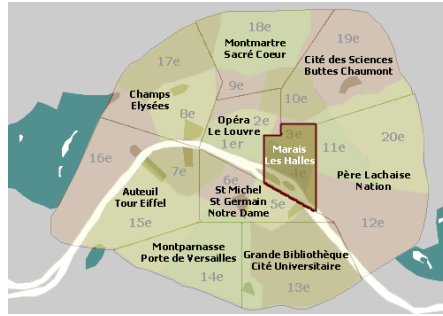 18e
Montmartre
Sacré Coeur
19e
Cité des Sciences
Buttes Chaumont
17e
9e
10e
Champs
Elysées
8e
Opéra
2e
Le Louvre
1er
3e
Marais
Les Halles
4e
11e
20e
Père Lachaise
Nation
16e
7e
Auteuil
Tour Eiffel
15e
6e
St Michel
St Germain
Notre Dame
5e
12e
Montparnasse
Porte de Versailles
14e
Grande Bibliothèque
Cité Universitaire
13e